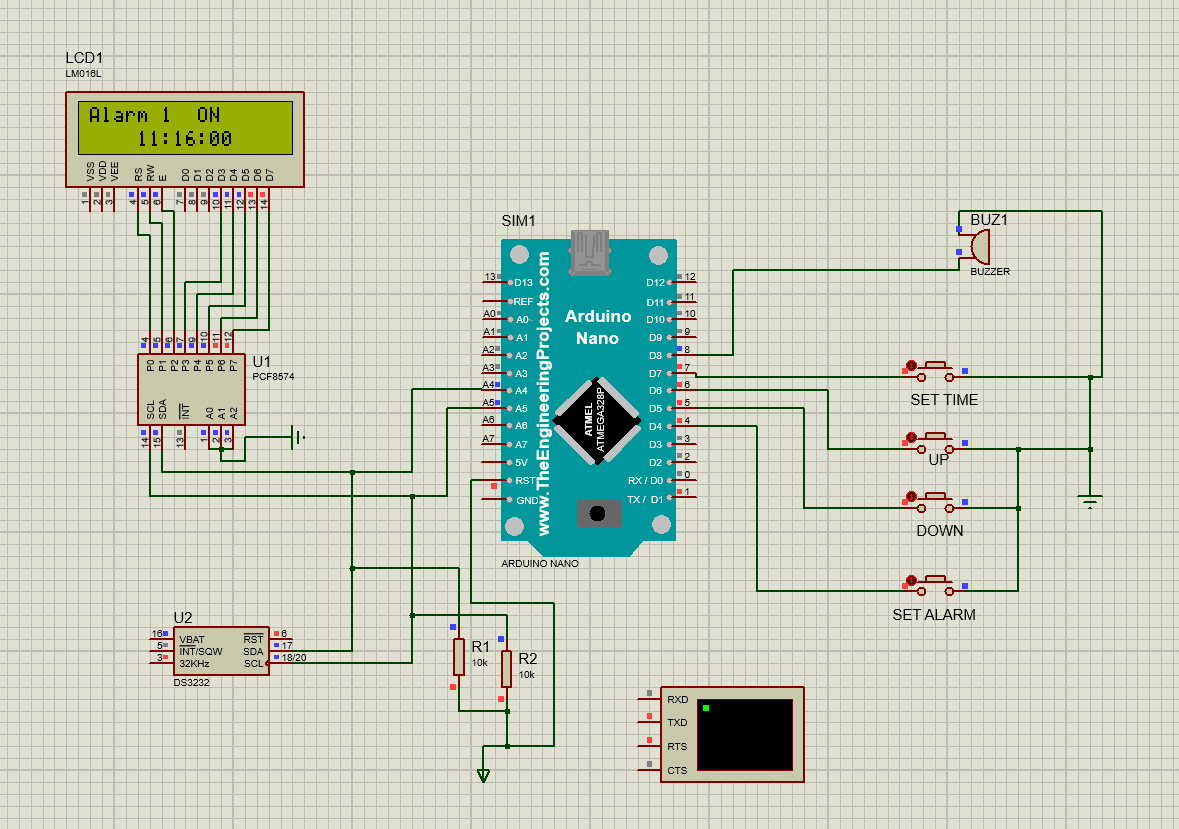 LCD1
LM016L
Alarm 1 ON
11:16:00
VSS VDD VEE RS RW E D0 D1 D2 D3 D4 D5 D6 D7
1 2 3 4 5 6 7 8 9 10 11 12 13 14
4 5 6 7 9 10 11 12
P0 P1 P2 P3 P4 P5 P6 P7
U1
PCF8574
SCL SDA INT A0 A1 A2
14 15 13 1 2 3
SIM1
13 D13
REF
A0 A0
A1 A1
A2 A2
A3 A3
A4 A4
A5 A5
A6 A6
A7 A7
5V
RST
GND
www.TheEngineeringProjects.com
Arduino
Nano
ATMEL
ATMEGA328P
D12 12
D11 11
D10 10
D9 9
D8 8
D7 7
D6 6
D5 5
D4 4
D3 3
D2 2
RX / D0 0
TX / D1 1
ARDUINO NANO
BUZ1
BUZZER
SET TIME
UP
DOWN
SET ALARM
U2
16 VBAT RST 6
5 INT/SQW SDA 17
3 32KHz SCL 18/20
DS3232
R1
10k
R2
10k
RXD
TXD
RTS
CTS